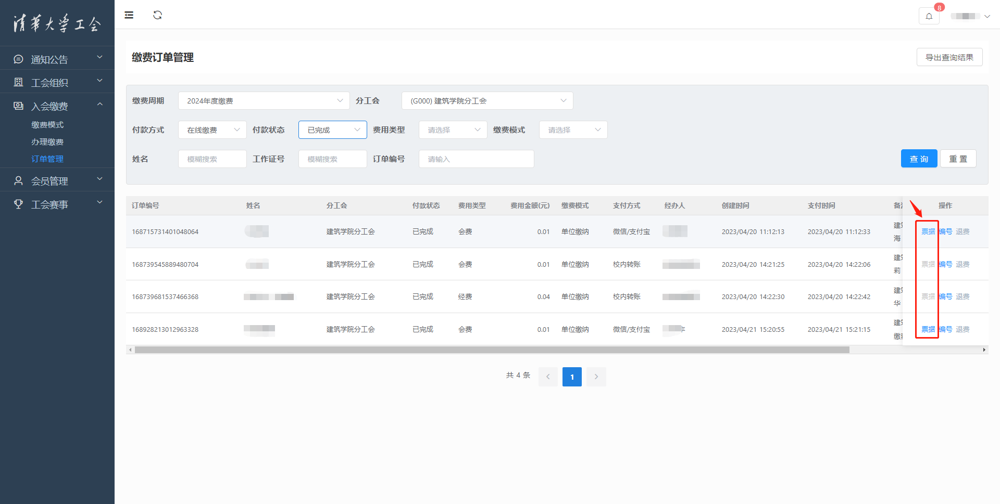 清華大学工会
8
通知公告
工会组织
入会缴费
缴费模式
办理缴费
订单管理
会员管理
工会赛事
缴费订单管理
导出查询结果
缴费周期 2024年度缴费 分工会 (G000) 建筑学院分工会
付款方式 在线缴费 付款状态 已完成 费用类型 请选择 缴费模式 请选择
姓名 模糊搜索 工作证号 模糊搜索 订单编号 请输入 查 询 重 置
订单编号 姓名 分工会 付款状态 费用类型 费用金额(元) 缴费模式 支付方式 经办人 创建时间 支付时间 操作
168715731401048064 建筑学院分工会 已完成 会费 0.01 单位缴纳 微信/支付宝 2023/04/20 11:12:13 2023/04/20 11:12:33 建 票据 编号 退费
海
168739545889480704 建筑学院分工会 已完成 会费 0.01 单位缴纳 校内转账 2023/04/20 14:21:25 2023/04/20 14:22:06 建 票据 编号 退费
莉
168739681537466368 建筑学院分工会 已完成 经费 0.04 单位缴纳 校内转账 2023/04/20 14:22:30 2023/04/20 14:22:42 建 票据 编号 退费
华
168928213012963328 建筑学院分工会 已完成 会费 0.01 单位缴纳 微信/支付宝 2023/04/21 15:20:55 2023/04/21 15:21:15 建 票据 编号 退费
缴
共 4 条 1